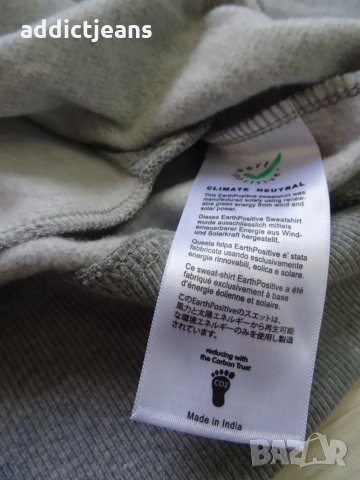 addictjeans
CLIMATE NEUTRAL
This EarthPositive Sweatshirt was
manufactured solely using renew-
able green energy from wind and
solar power.
Dieses EarthPositive Sweatshirt
wurde ausschliesslich mittels
erneuerbarer Energie aus Wind-
und Solarkraft hergestellt.
Questa felpa EarthPositive e' stata
fabbricata usando esclusivamente
energie rinnovabili, eolica e solare.
Ce sweat-shirt EarthPositive a été
fabriqué exclusivement à base
d'énergie éolienne et solaire.
このEarthPositiveのスエットは、
風力と太陽エネルギーから再生可能
な環境エネルギーのみを使用し製造
されています。
reducing with
the Carbon Trust
CO2
Made in India
BAZAR.BG